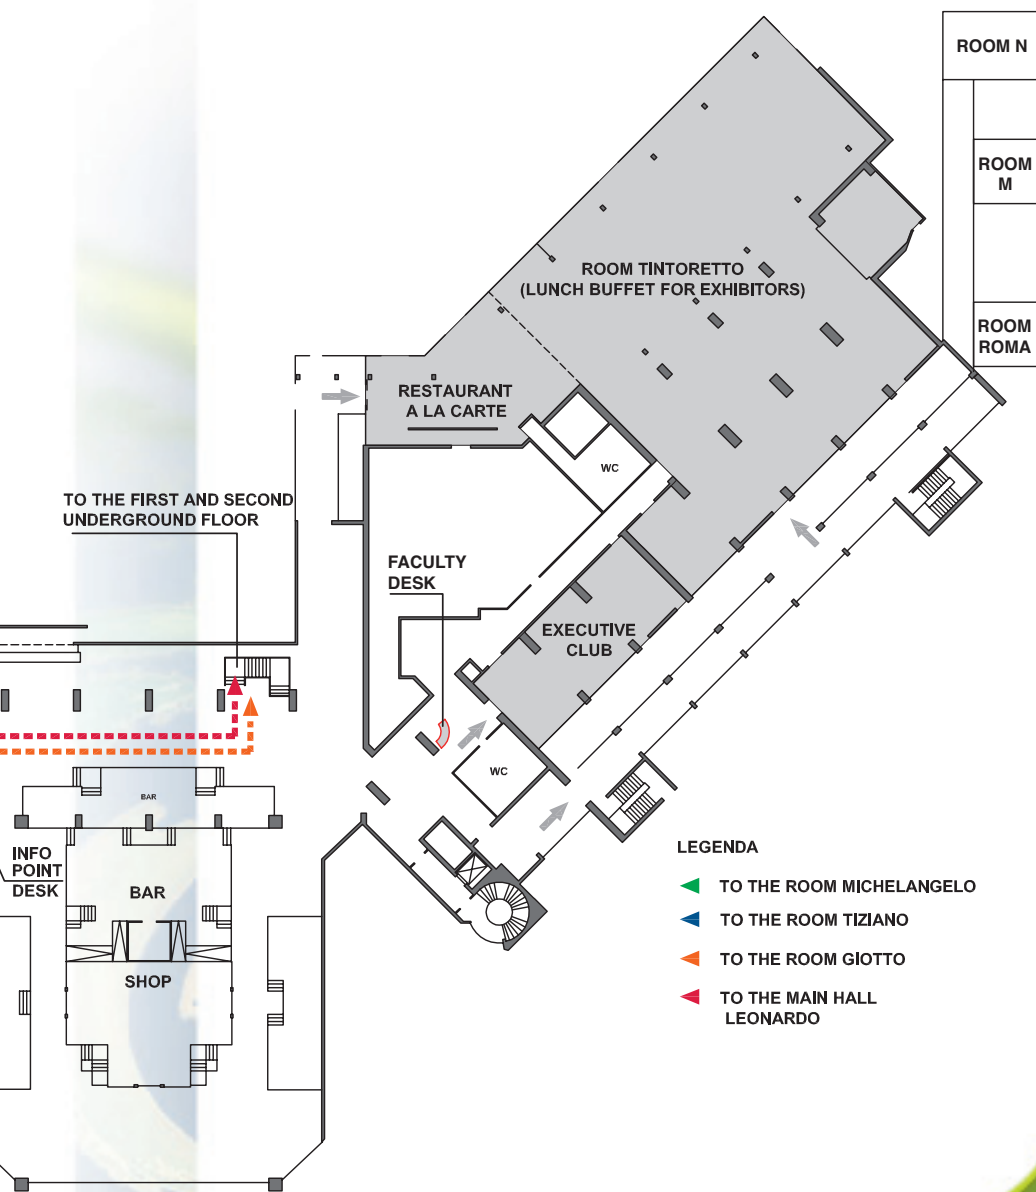 ROOM N
ROOM
M
ROOM
ROMA
ROOM TINTORETTO
(LUNCH BUFFET FOR EXHIBITORS)
RESTAURANT
A LA CARTE
WC
TO THE FIRST AND SECOND
UNDERGROUND FLOOR
FACULTY
DESK
EXECUTIVE
CLUB
WC
BAR
INFO
POINT
DESK
BAR
SHOP
LEGENDA
TO THE ROOM MICHELANGELO
TO THE ROOM TIZIANO
TO THE ROOM GIOTTO
TO THE MAIN HALL
LEONARDO